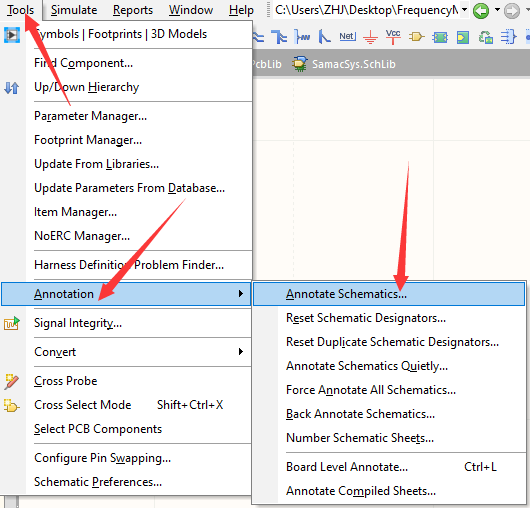 Tools Simulate Reports Window Help C:\Users\ZHJ\Desktop\FrequencyM
Symbols | Footprints | 3D Models
PcbLib SamacSys.SchLib
Find Component...
Up/Down Hierarchy
Parameter Manager...
Footprint Manager...
Update From Libraries...
Update Parameters From Database...
Item Manager...
NoERC Manager...
Harness Definition Problem Finder...
Annotation
Signal Integrity...
Convert
Cross Probe
Cross Select Mode Shift+Ctrl+X
Select PCB Components
Configure Pin Swapping...
Schematic Preferences...
Annotate Schematics...
Reset Schematic Designators...
Reset Duplicate Schematic Designators...
Annotate Schematics Quietly...
Force Annotate All Schematics...
Back Annotate Schematics...
Number Schematic Sheets...
Board Level Annotate... Ctrl+L
Annotate Compiled Sheets...